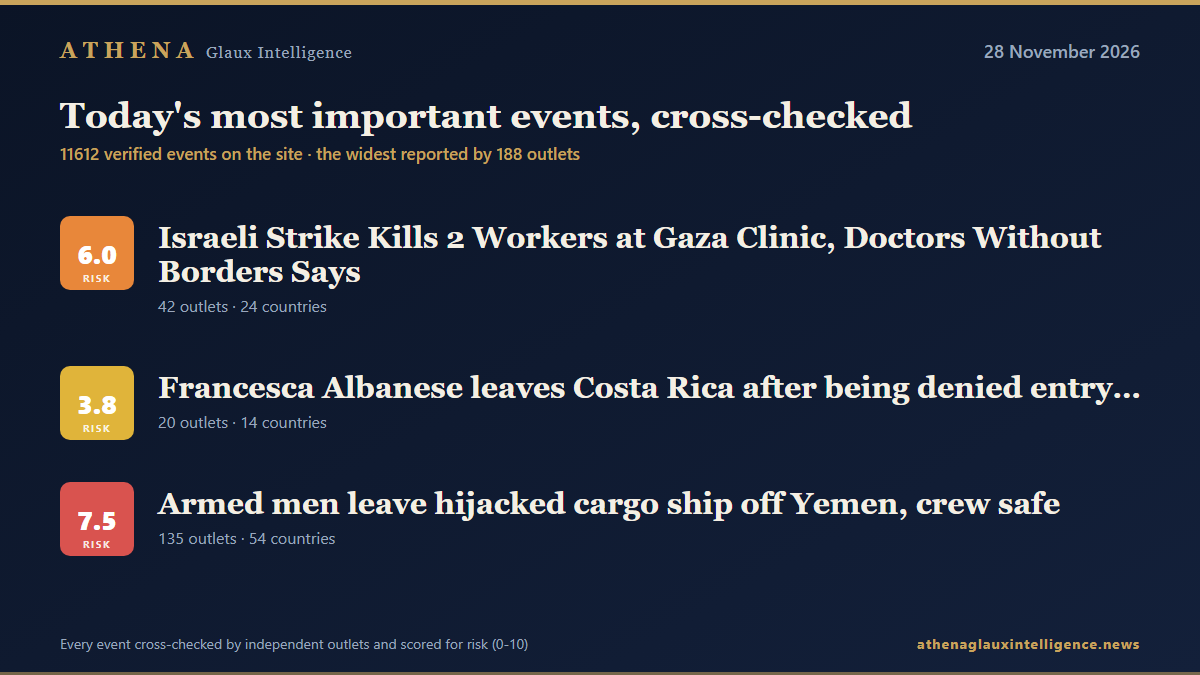 ATHENA Glaux Intelligence
28 November 2026
Today's most important events, cross-checked
11612 verified events on the site · the widest reported by 188 outlets
6.0
RISK
Israeli Strike Kills 2 Workers at Gaza Clinic, Doctors Without
Borders Says
42 outlets · 24 countries
3.8
RISK
Francesca Albanese leaves Costa Rica after being denied entry...
20 outlets · 14 countries
7.5
RISK
Armed men leave hijacked cargo ship off Yemen, crew safe
135 outlets · 54 countries
Every event cross-checked by independent outlets and scored for risk (0-10)
athenaglauxintelligence.news